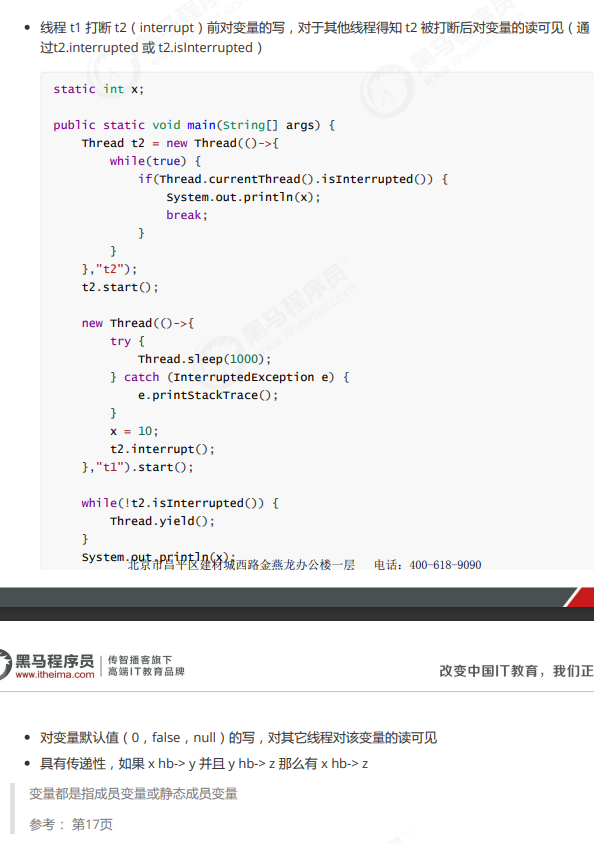 • 线程 t1 打断 t2（interrupt）前对变量的写，对于其他线程得知 t2 被打断后对变量的读可见（通
过t2.interrupted 或 t2.isInterrupted）
static int x;
public static void main(String[] args) {
    Thread t2 = new Thread(()->{
        while(true) {
            if(Thread.currentThread().isInterrupted()) {
                System.out.println(x);
                break;
            }
        }
    },"t2");
    t2.start();
    new Thread(()->{
        try {
            Thread.sleep(1000);
        } catch (InterruptedException e) {
            e.printStackTrace();
        }
        x = 10;
        t2.interrupt();
    },"t1").start();
    while(!t2.isInterrupted()) {
        Thread.yield();
    }
    System.out.println(x);
北京市昌平区建材城西路金燕龙办公楼一层 电话：400-618-9090
黑马程序员
www.itheima.com
传智播客旗下
高端IT教育品牌
改变中国IT教育，我们正
• 对变量默认值（0，false，null）的写，对其它线程对该变量的读可见
• 具有传递性，如果 x hb-> y 并且 y hb-> z 那么有 x hb-> z
变量都是指成员变量或静态成员变量
参考： 第17页